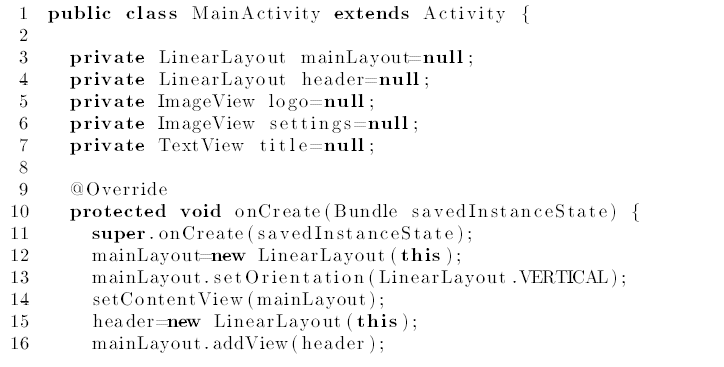 1 public class MainActivity extends Activity {
2
3 private LinearLayout mainLayout=null;
4 private LinearLayout header=null;
5 private ImageView logo=null;
6 private ImageView settings=null;
7 private TextView title=null;
8
9 @Override
10 protected void onCreate(Bundle savedInstanceState) {
11 super.onCreate(savedInstanceState);
12 mainLayout=new LinearLayout(this);
13 mainLayout.setOrientation(LinearLayout.VERTICAL);
14 setContentView(mainLayout);
15 header=new LinearLayout(this);
16 mainLayout.addView(header);